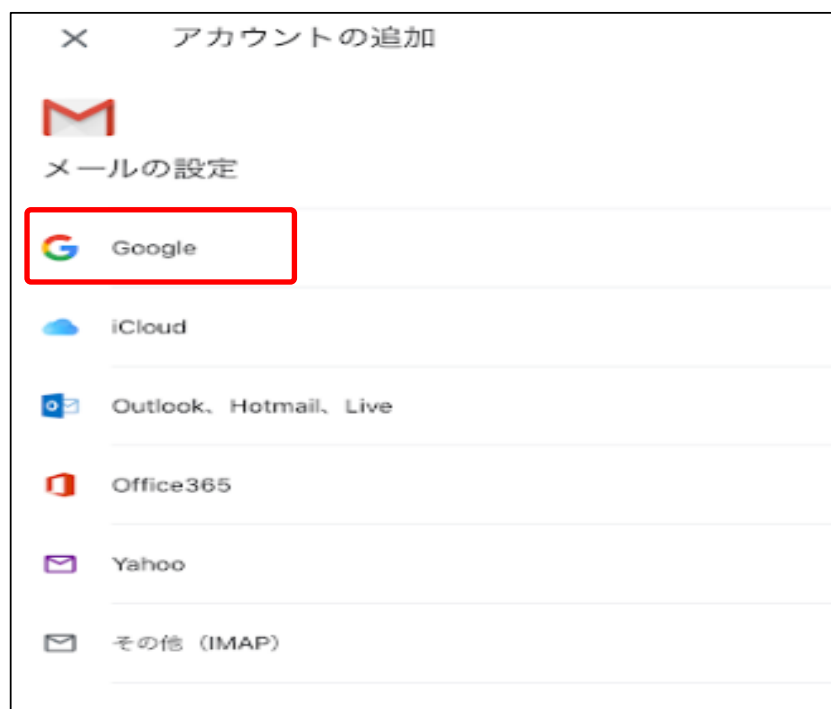 アカウントの追加
メールの設定
Google
iCloud
Outlook、Hotmail、Live
Office365
Yahoo
その他（IMAP）